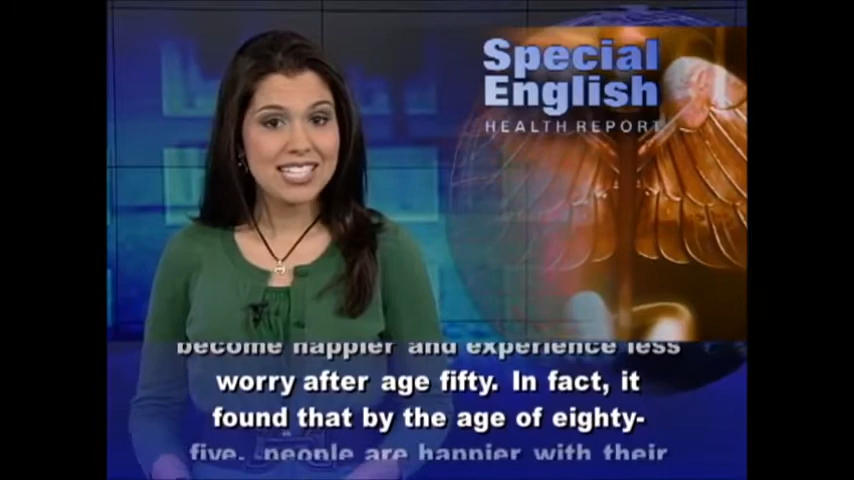 Special
English
HEALTH REPORT
become happier and experience less
worry after age fifty. In fact, it
found that by the age of eighty-
five, people are happier with their